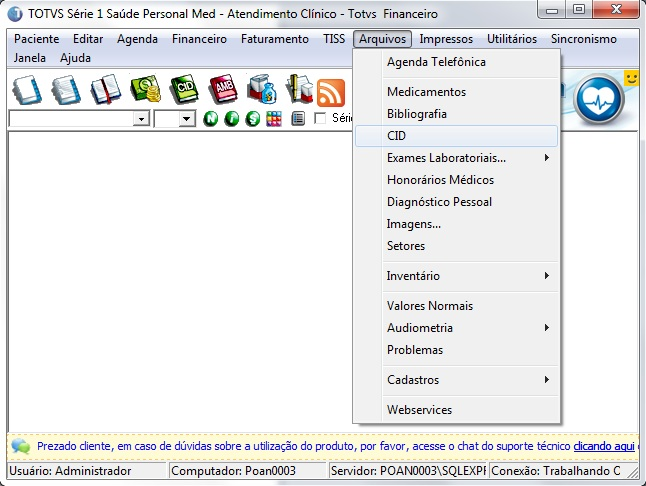 TOTVS Série 1 Saúde Personal Med - Atendimento Clínico - Totvs Financeiro
Paciente Editar Agenda Financeiro Faturamento TISS Arquivos Impressos Utilitários Sincronismo
Janela Ajuda
CID AMB
N I S Séri
Agenda Telefônica
Medicamentos
Bibliografia
CID
Exames Laboratoriais...
Honorários Médicos
Diagnóstico Pessoal
Imagens...
Setores
Inventário
Valores Normais
Audiometria
Problemas
Cadastros
Webservices
Prezado cliente, em caso de dúvidas sobre a utilização do produto, por favor, acesse o chat do suporte técnico clicando aqui
Usuário: Administrador Computador: Poan0003 Servidor: POAN0003\SQLEXPF Conexão: Trabalhando C